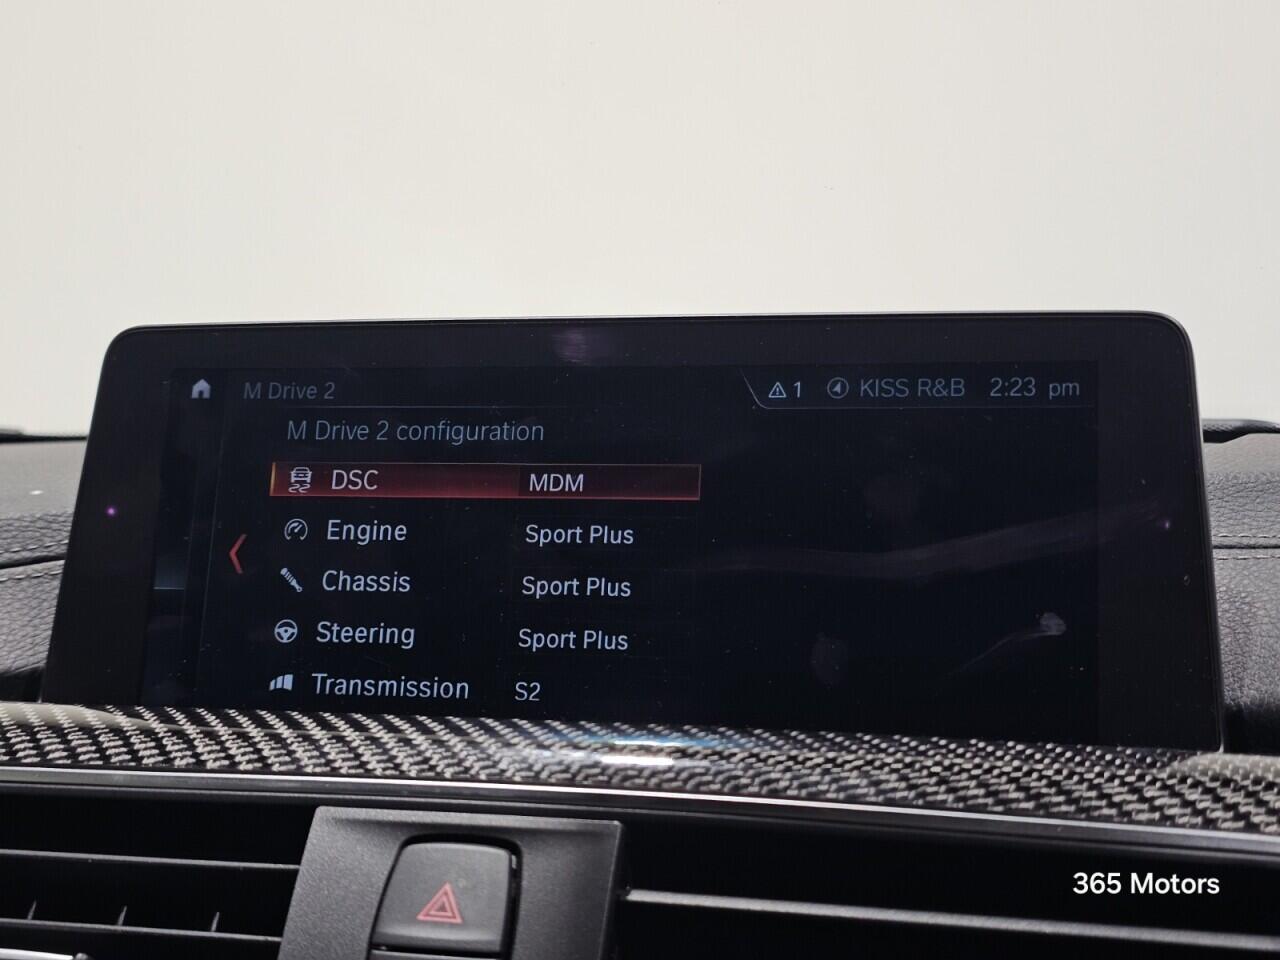 M Drive 2
1 KISS R&B 2:23 pm
M Drive 2 configuration
DSC MDM
Engine Sport Plus
Chassis Sport Plus
Steering Sport Plus
Transmission S2
365 Motors